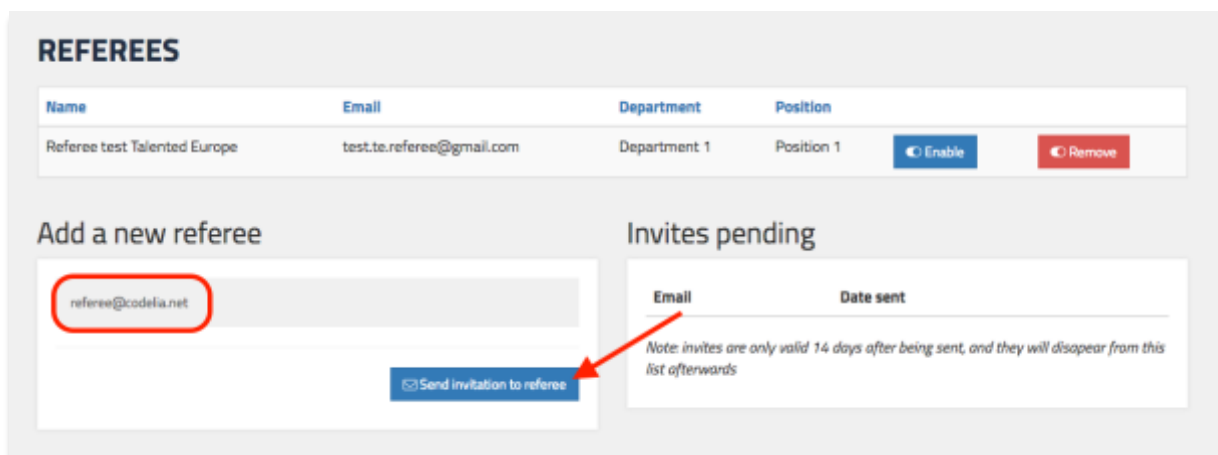 REFEREES
Name Email Department Position
Referee test Talented Europe test.te.referee@gmail.com Department 1 Position 1 Enable Remove
Add a new referee
referee@codelia.net
Send invitation to referee
Invites pending
Email Date sent
Note: invites are only valid 14 days after being sent, and they will disapear from this
list afterwards